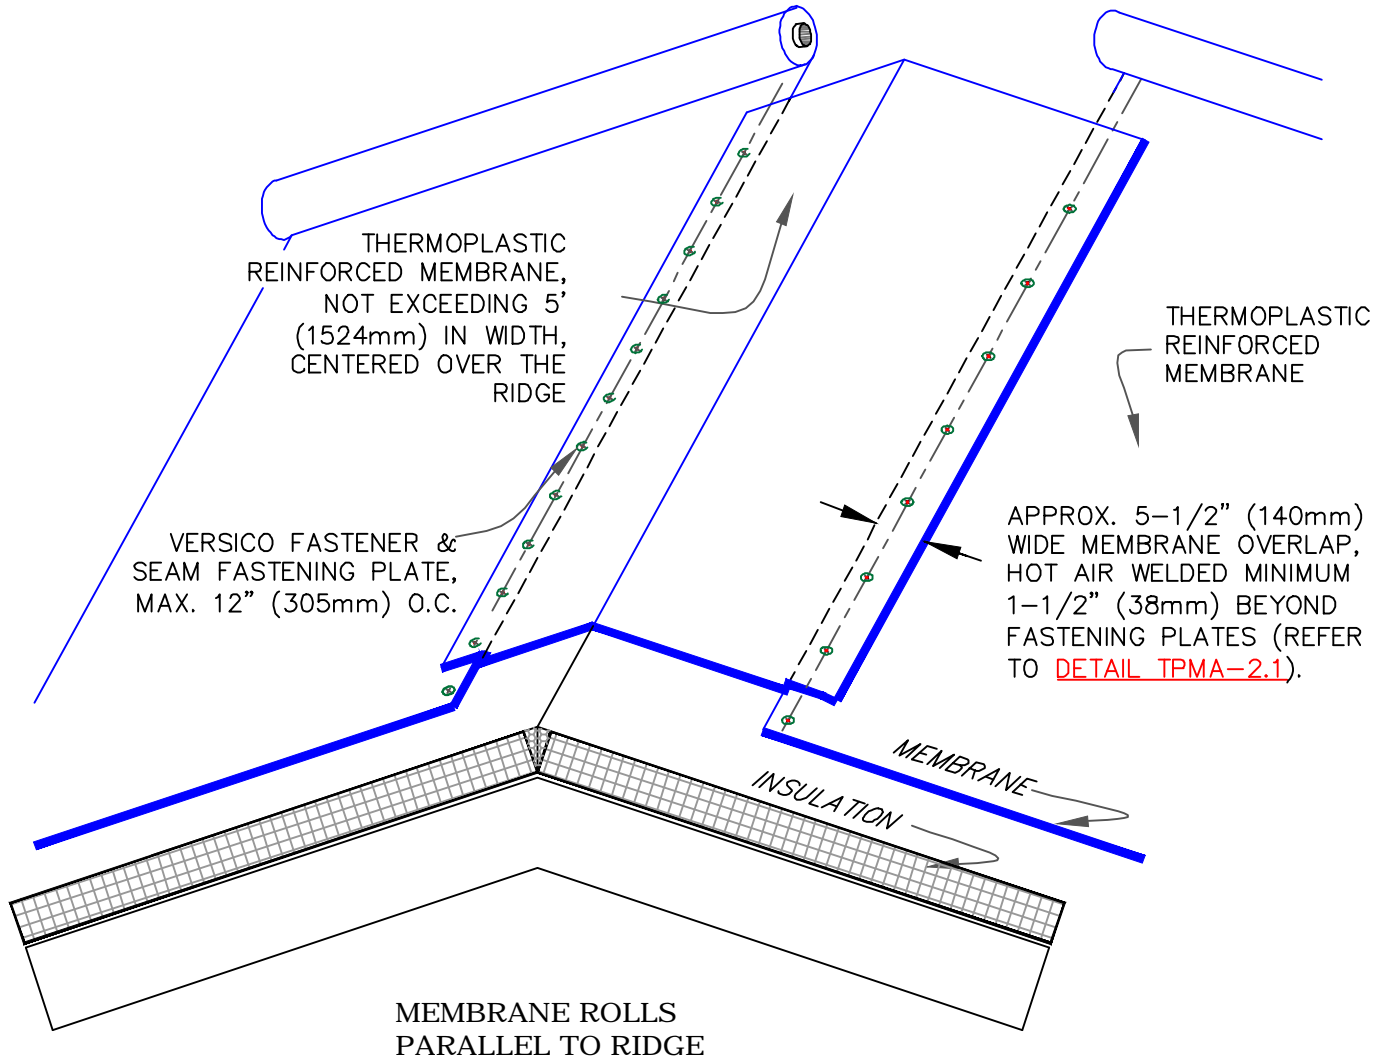 THERMOPLASTIC
REINFORCED MEMBRANE,
NOT EXCEEDING 5'
(1524mm) IN WIDTH,
CENTERED OVER THE
RIDGE
THERMOPLASTIC
REINFORCED
MEMBRANE
VERSICO FASTENER &
SEAM FASTENING PLATE,
MAX. 12" (305mm) O.C.
APPROX. 5-1/2" (140mm)
WIDE MEMBRANE OVERLAP,
HOT AIR WELDED MINIMUM
1-1/2" (38mm) BEYOND
FASTENING PLATES (REFER
TO DETAIL TPMA-2.1).
MEMBRANE
INSULATION
MEMBRANE ROLLS
PARALLEL TO RIDGE